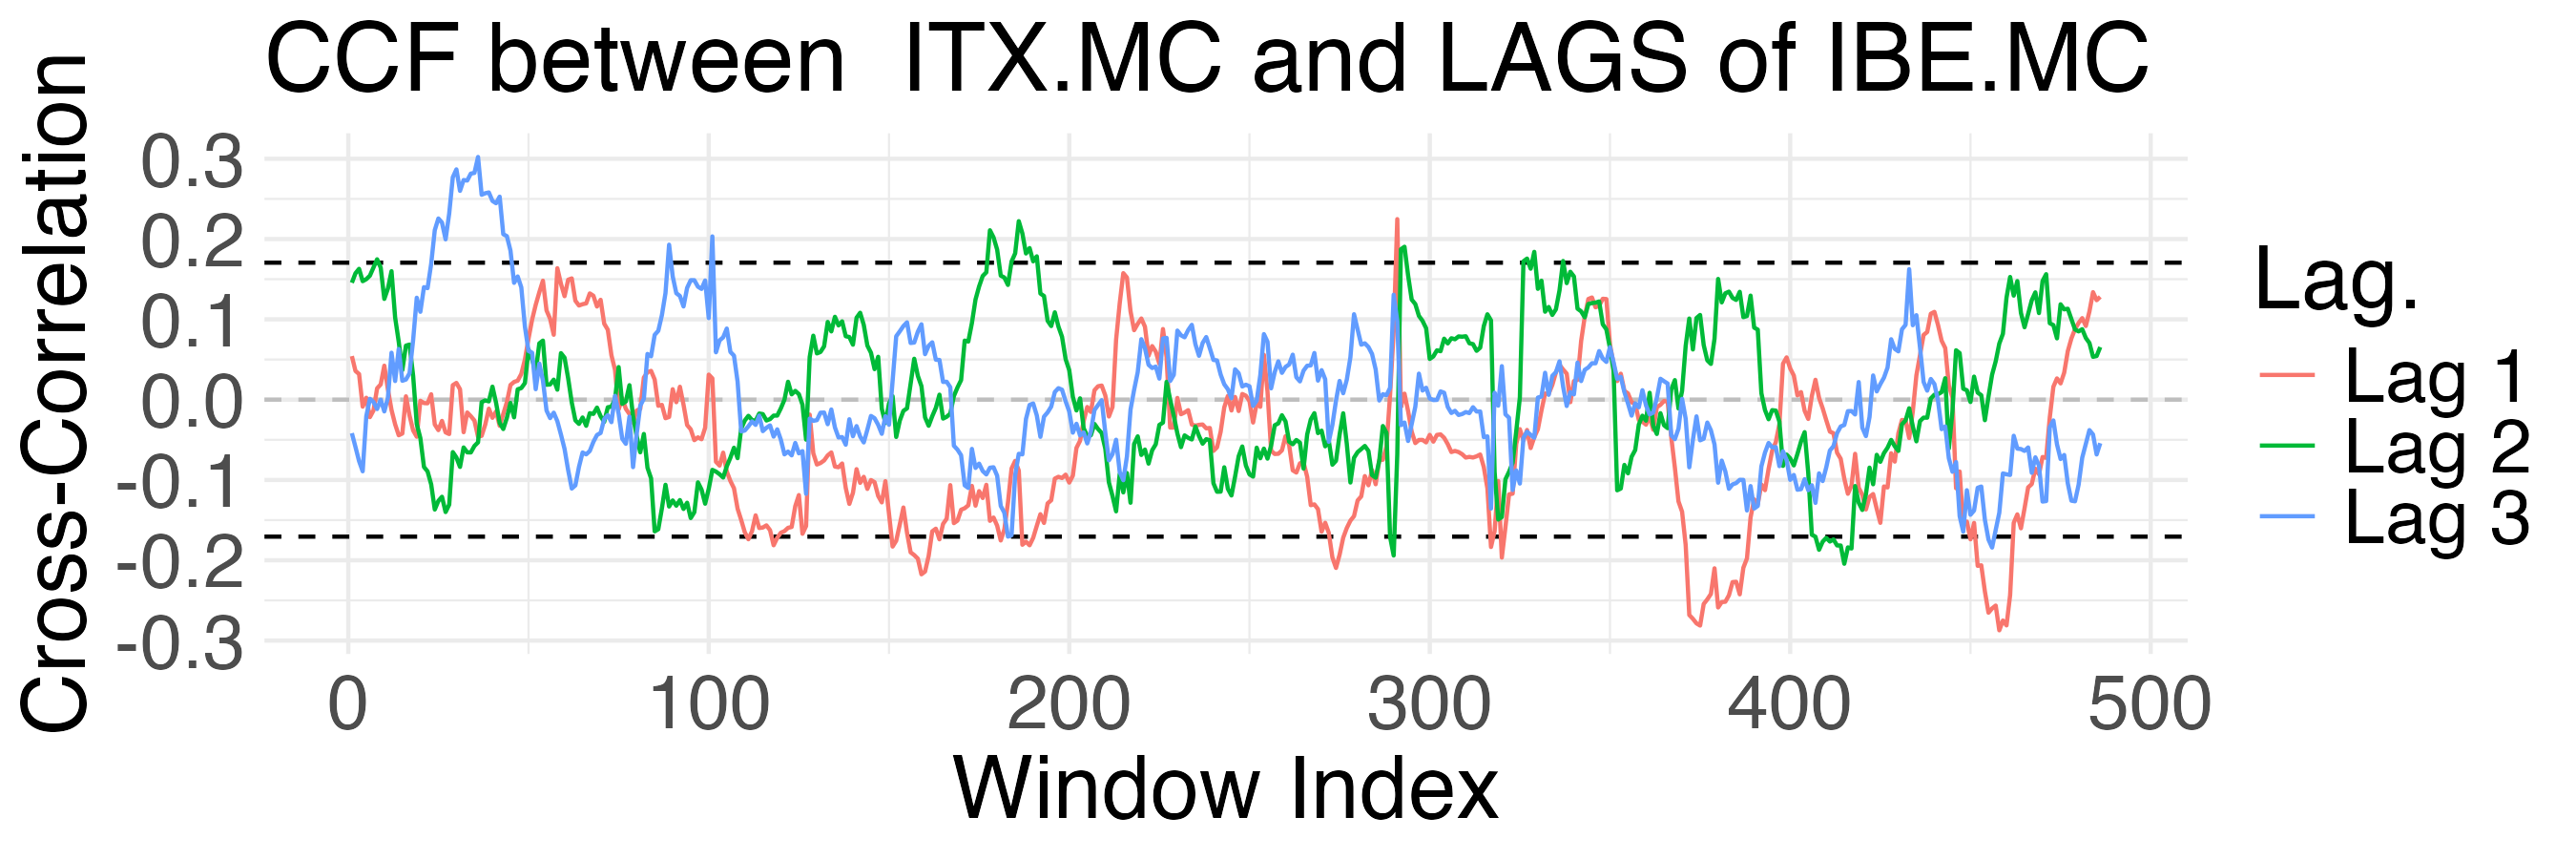 CCF between  ITX.MC and LAGS of IBE.MC
Cross-Correlation
0.3
0.2
0.1
0.0
-0.1
-0.2
-0.3
0 100 200 300 400 500
Window Index
Lag.
Lag 1
Lag 2
Lag 3